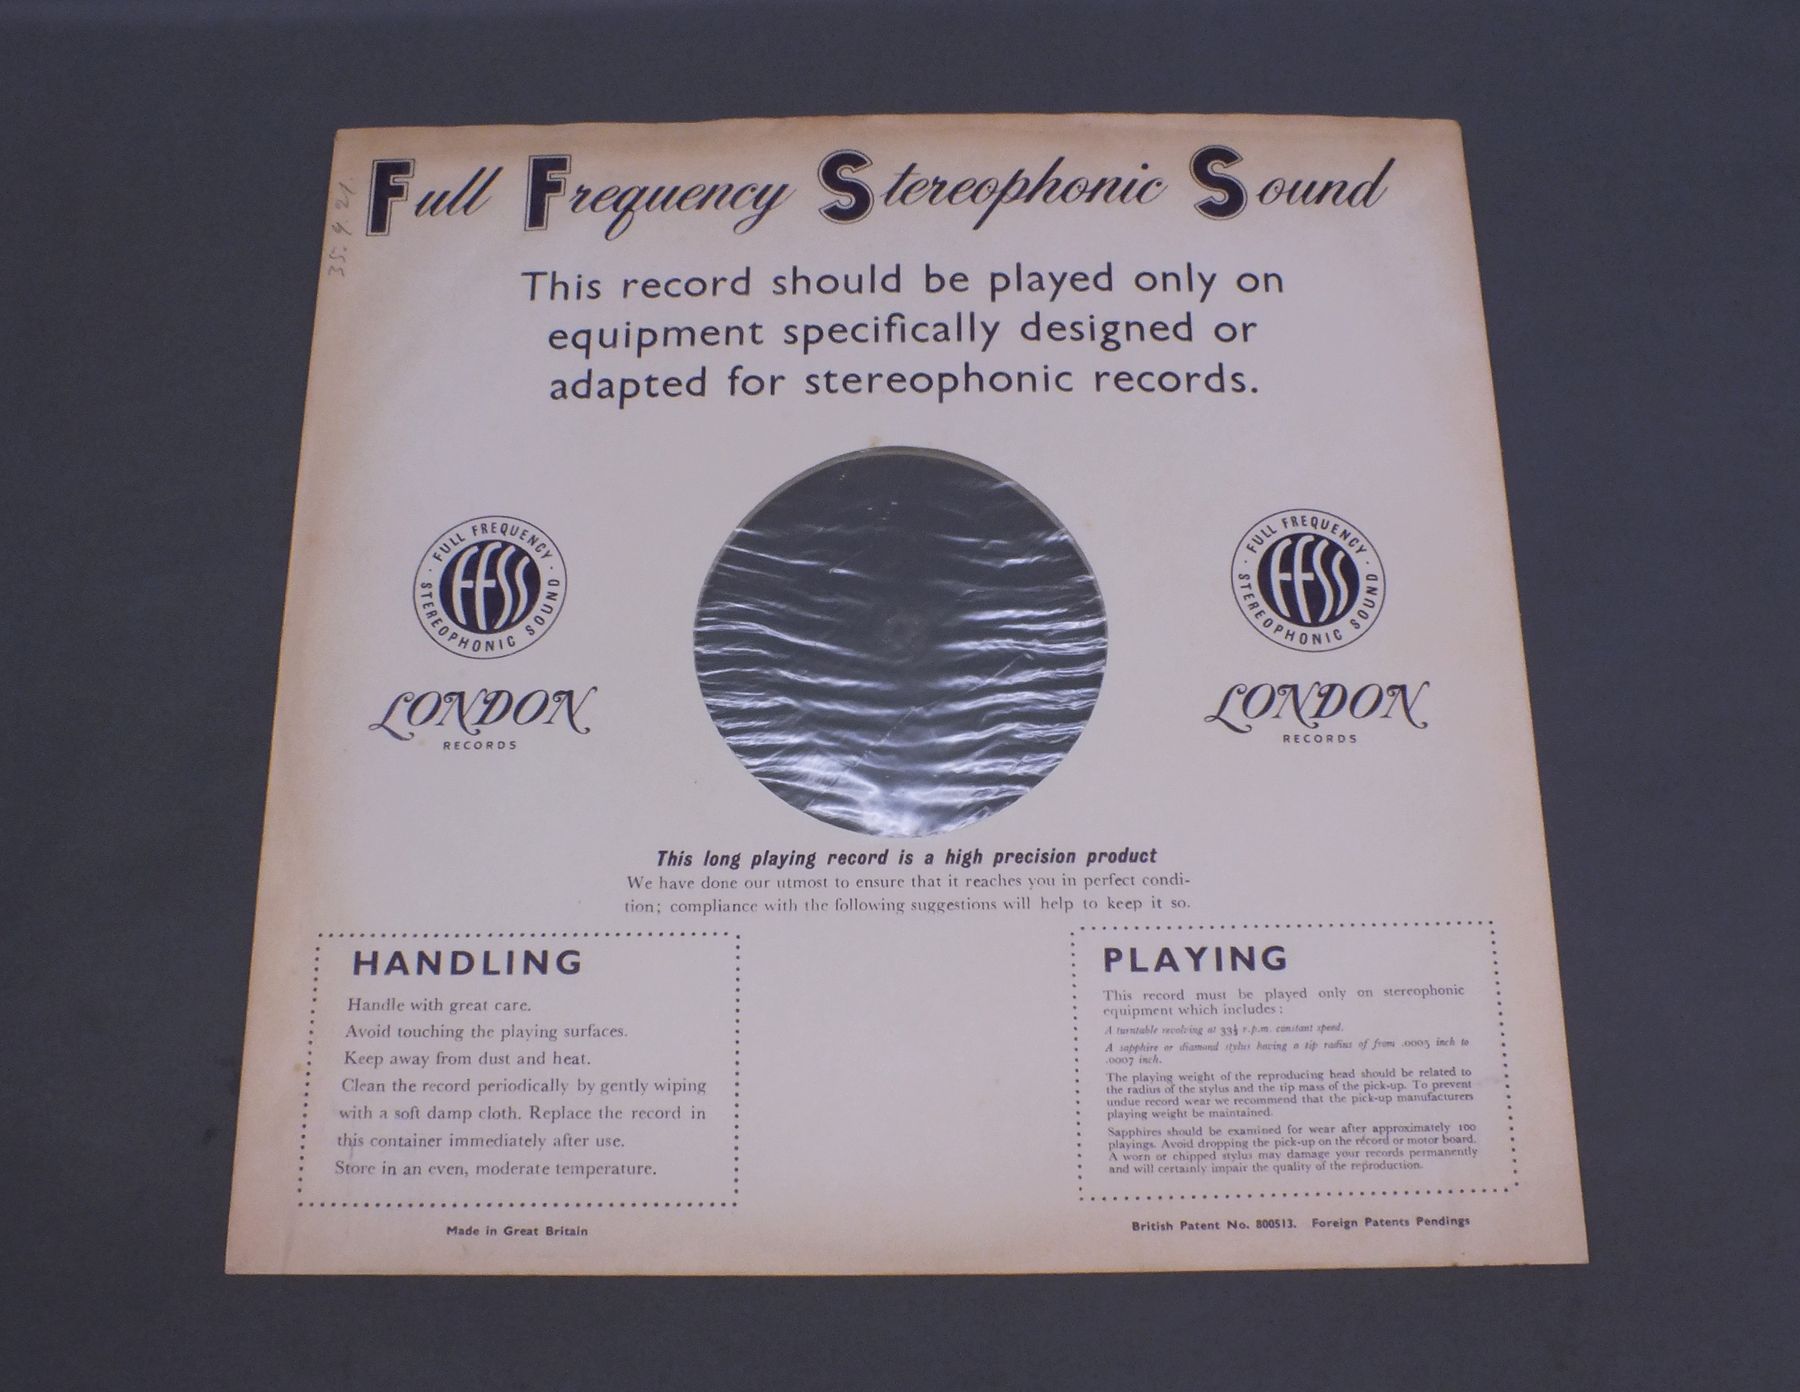 35. 9. 21.
Full Frequency Stereophonic Sound
This record should be played only on
equipment specifically designed or
adapted for stereophonic records.
FULL FREQUENCY · STEREOPHONIC SOUND ·
FFSS
LONDON
RECORDS
FULL FREQUENCY · STEREOPHONIC SOUND ·
FFSS
LONDON
RECORDS
This long playing record is a high precision product
We have done our utmost to ensure that it reaches you in perfect condi-
tion; compliance with the following suggestions will help to keep it so.
HANDLING
Handle with great care.
Avoid touching the playing surfaces.
Keep away from dust and heat.
Clean the record periodically by gently wiping
with a soft damp cloth. Replace the record in
this container immediately after use.
Store in an even, moderate temperature.
Made in Great Britain
PLAYING
This record must be played only on stereophonic
equipment which includes:
A turntable revolving at 33⅓ r.p.m. constant speed.
A sapphire or diamond stylus having a tip radius of from .0005 inch to
.0007 inch.
The playing weight of the reproducing head should be related to
the radius of the stylus and the tip mass of the pick-up. To prevent
undue record wear we recommend that the pick-up manufacturers
playing weight be maintained.
Sapphires should be examined for wear after approximately 100
playings. Avoid dropping the pick-up on the record or motor board.
A worn or chipped stylus may damage your records permanently
and will certainly impair the quality of the reproduction.
British Patent No. 800513. Foreign Patents Pendings